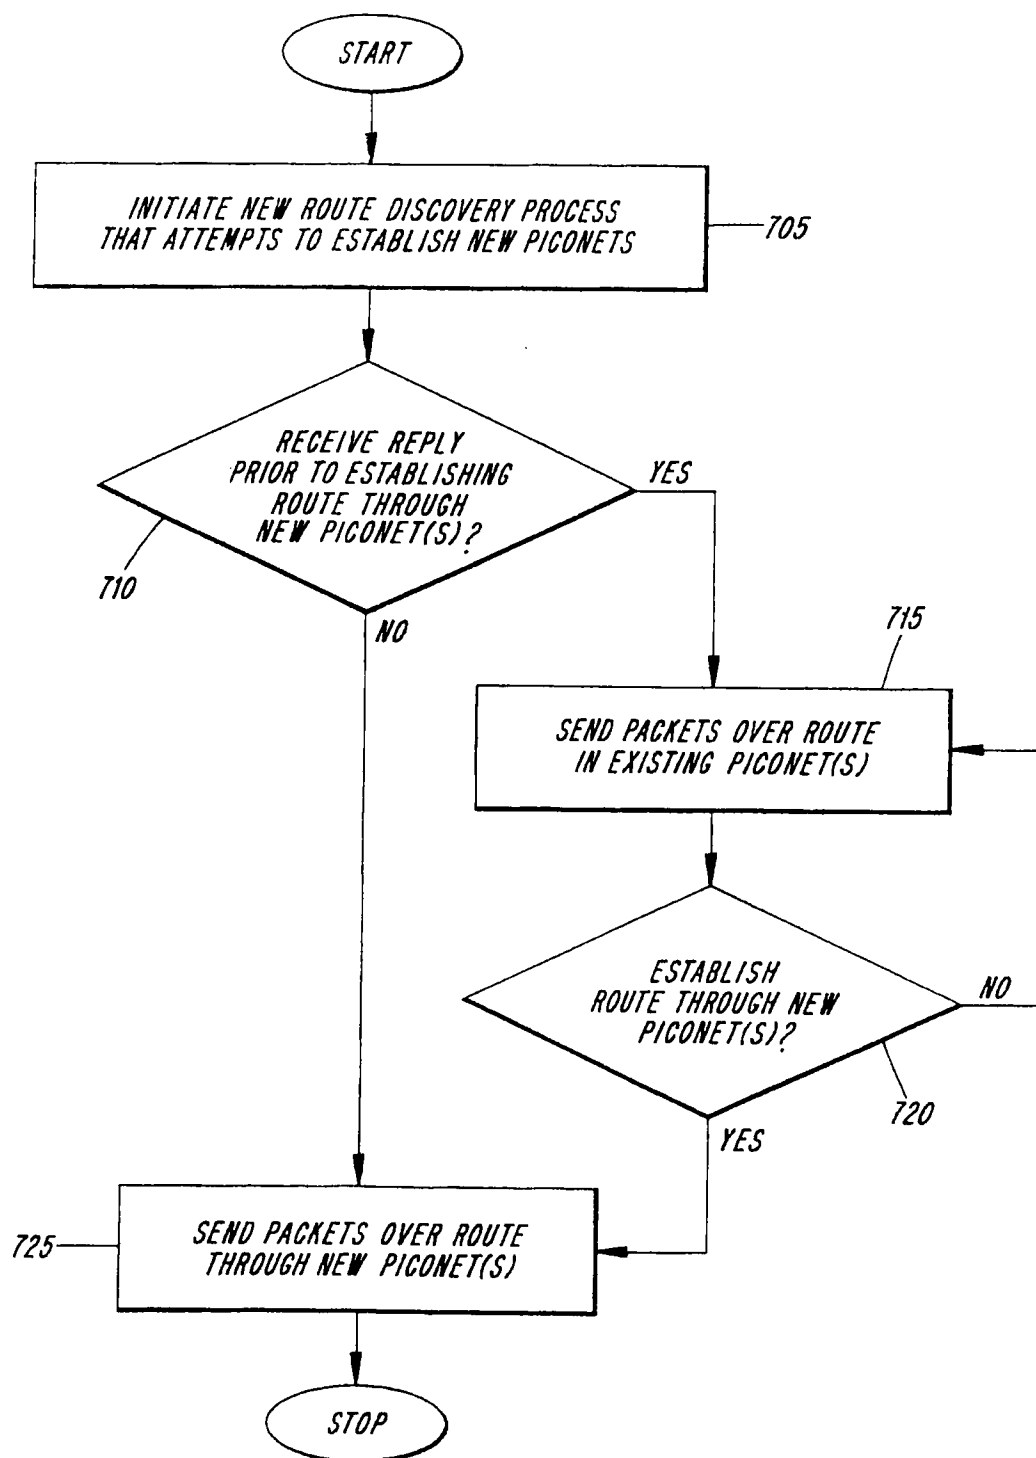 START
INITIATE NEW ROUTE DISCOVERY PROCESS
THAT ATTEMPTS TO ESTABLISH NEW PICONETS
705
RECEIVE REPLY
PRIOR TO ESTABLISHING
ROUTE THROUGH
NEW PICONET(S)?
YES
710
NO
715
SEND PACKETS OVER ROUTE
IN EXISTING PICONET(S)
ESTABLISH
ROUTE THROUGH NEW
PICONET(S)?
NO
720
YES
SEND PACKETS OVER ROUTE
THROUGH NEW PICONET(S)
725
STOP